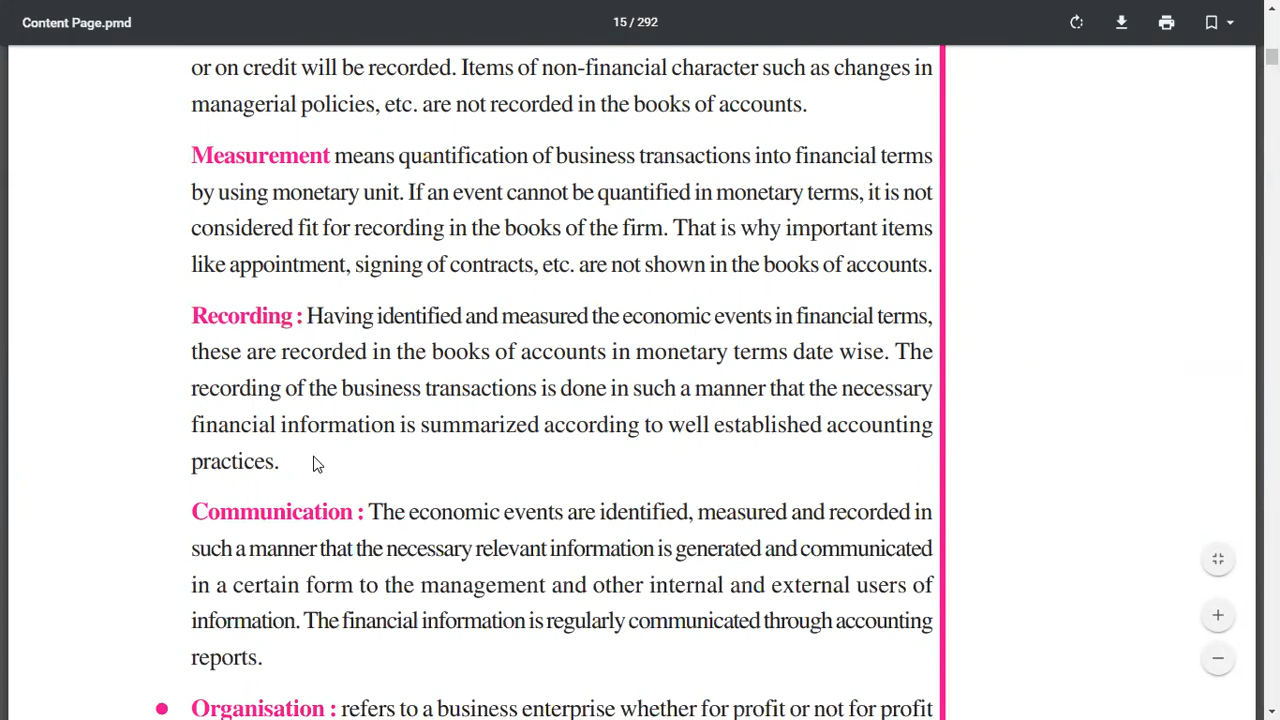 Content Page.pmd
15 / 292
or on credit will be recorded. Items of non-financial character such as changes in
managerial policies, etc. are not recorded in the books of accounts.
Measurement means quantification of business transactions into financial terms
by using monetary unit. If an event cannot be quantified in monetary terms, it is not
considered fit for recording in the books of the firm. That is why important items
like appointment, signing of contracts, etc. are not shown in the books of accounts.
Recording : Having identified and measured the economic events in financial terms,
these are recorded in the books of accounts in monetary terms date wise. The
recording of the business transactions is done in such a manner that the necessary
financial information is summarized according to well established accounting
practices.
Communication : The economic events are identified, measured and recorded in
such a manner that the necessary relevant information is generated and communicated
in a certain form to the management and other internal and external users of
information. The financial information is regularly communicated through accounting
reports.
● Organisation : refers to a business enterprise whether for profit or not for profit